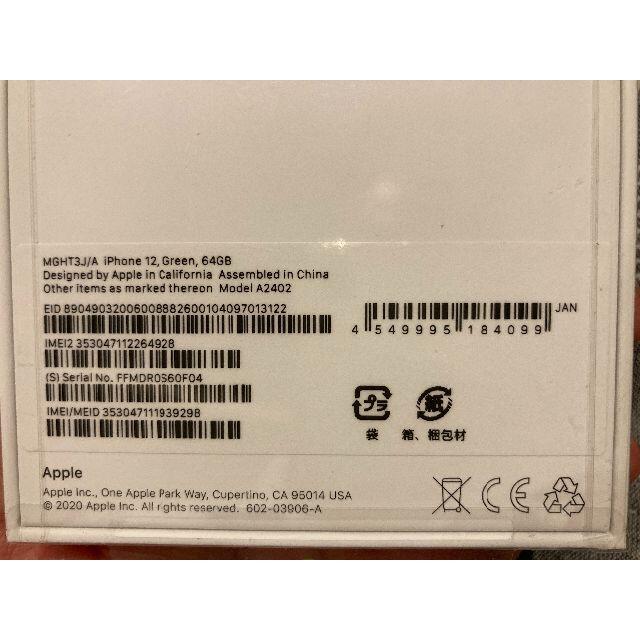 MGHT3J/A iPhone 12, Green, 64GB
Designed by Apple in California Assembled in China
Other items as marked thereon Model A2402
EID 89049032006008882600104097013122
JAN
4 549995 184099
IMEI2 353047112264928
(S) Serial No. FFMDR0S60F04
IMEI/MEID 353047111939298
プラ 紙
袋 箱、梱包材
Apple
Apple Inc., One Apple Park Way, Cupertino, CA 95014 USA
© 2020 Apple Inc. All rights reserved. 602-03906-A
CE